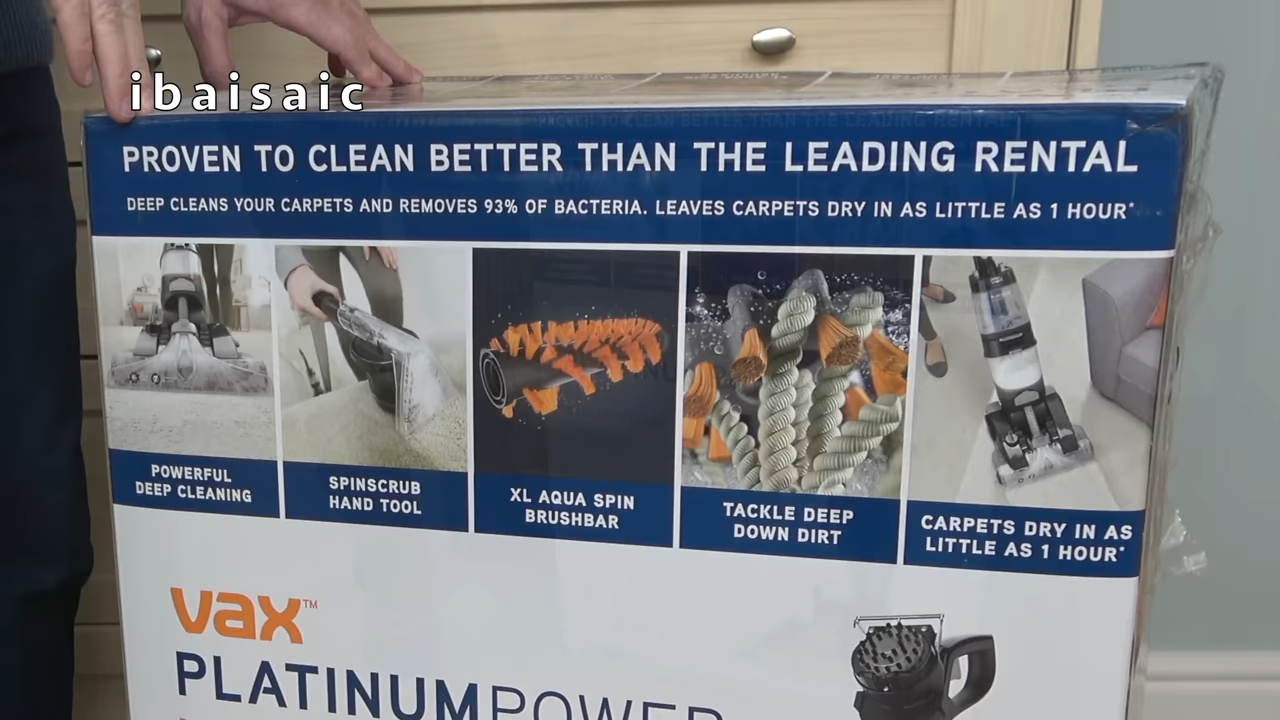 ibaisaic
PROVEN TO CLEAN BETTER THAN THE LEADING RENTAL
DEEP CLEANS YOUR CARPETS AND REMOVES 93% OF BACTERIA. LEAVES CARPETS DRY IN AS LITTLE AS 1 HOUR*
POWERFUL
DEEP CLEANING
SPINSCRUB
HAND TOOL
XL AQUA SPIN
BRUSHBAR
TACKLE DEEP
DOWN DIRT
CARPETS DRY IN AS
LITTLE AS 1 HOUR*
vax™
PLATINUMPOWER